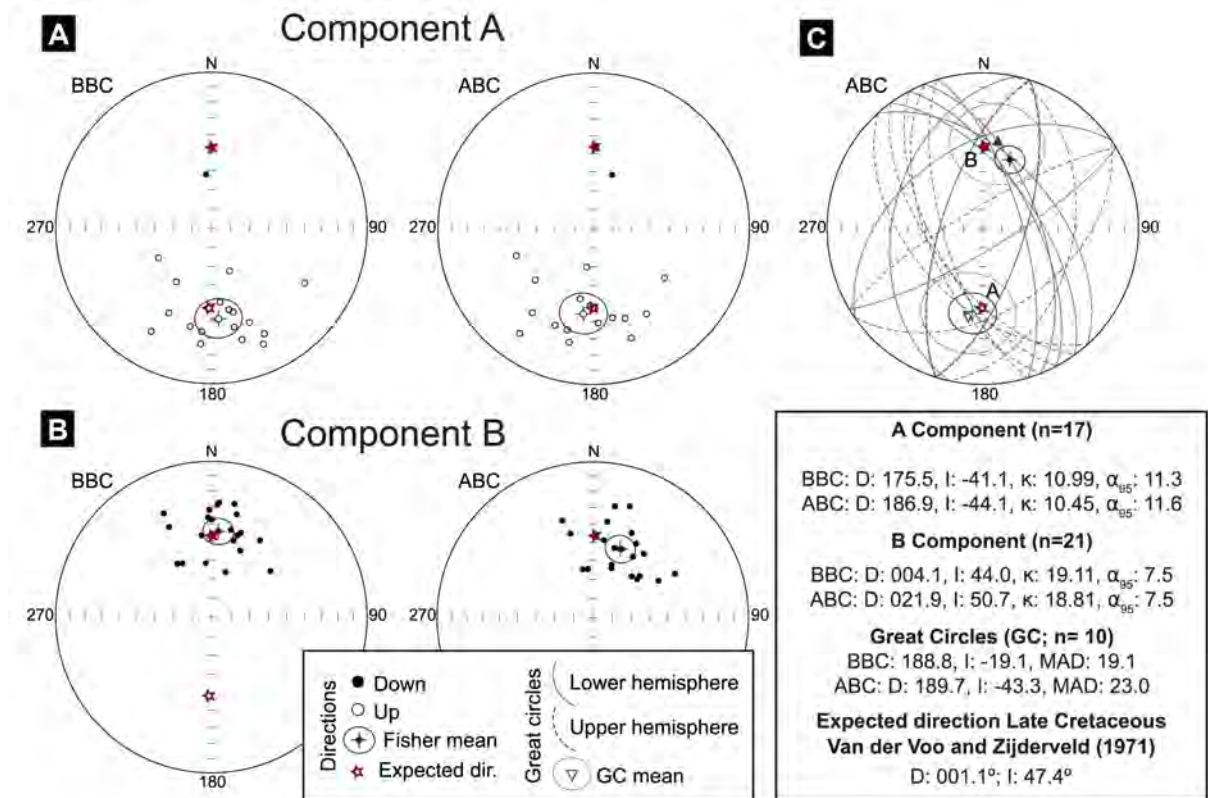 A
Component A
BBC
N
270
180
ABC
N
90
180
C
ABC
N
B
A
270
90
180
B
Component B
BBC
N
270
180
ABC
N
90
Directions
Down
Up
Fisher mean
Expected dir.
Great circles
Lower hemisphere
Upper hemisphere
GC mean
A Component (n=17)
BBC: D: 175.5, I: -41.1, κ: 10.99, α95: 11.3
ABC: D: 186.9, I: -44.1, κ: 10.45, α95: 11.6
B Component (n=21)
BBC: D: 004.1, I: 44.0, κ: 19.11, α95: 7.5
ABC: D: 021.9, I: 50.7, κ: 18.81, α95: 7.5
Great Circles (GC; n= 10)
BBC: 188.8, I: -19.1, MAD: 19.1
ABC: D: 189.7, I: -43.3, MAD: 23.0
Expected direction Late Cretaceous
Van der Voo and Zijderveld (1971)
D: 001.1º; I: 47.4º